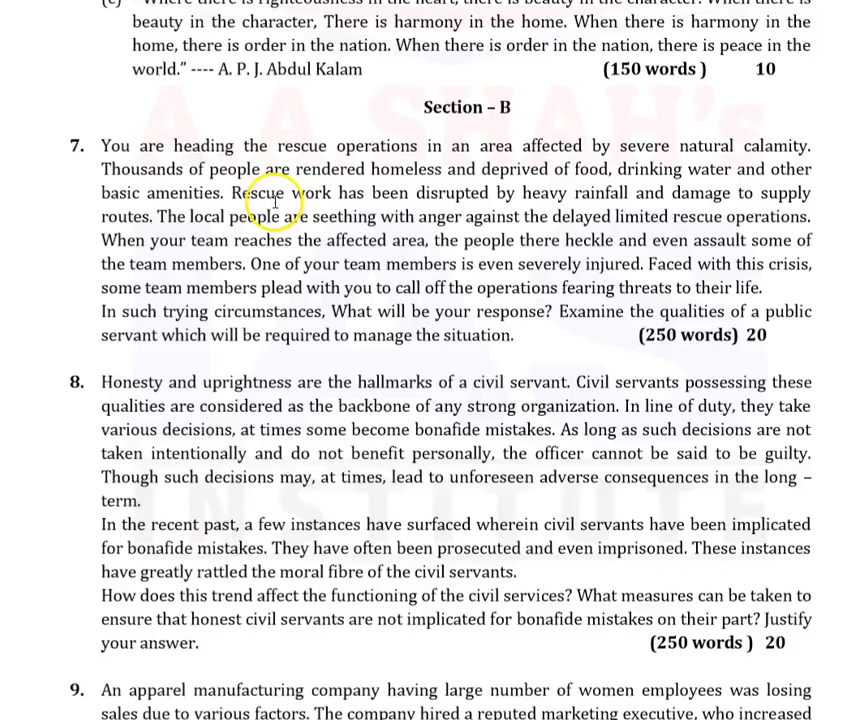 (c) "Where there is righteousness in the heart, there is beauty in the character. When there is
beauty in the character, There is harmony in the home. When there is harmony in the
home, there is order in the nation. When there is order in the nation, there is peace in the
world." ---- A. P. J. Abdul Kalam (150 words ) 10
Section – B
7. You are heading the rescue operations in an area affected by severe natural calamity.
Thousands of people are rendered homeless and deprived of food, drinking water and other
basic amenities. Rescue work has been disrupted by heavy rainfall and damage to supply
routes. The local people are seething with anger against the delayed limited rescue operations.
When your team reaches the affected area, the people there heckle and even assault some of
the team members. One of your team members is even severely injured. Faced with this crisis,
some team members plead with you to call off the operations fearing threats to their life.
In such trying circumstances, What will be your response? Examine the qualities of a public
servant which will be required to manage the situation. (250 words) 20
8. Honesty and uprightness are the hallmarks of a civil servant. Civil servants possessing these
qualities are considered as the backbone of any strong organization. In line of duty, they take
various decisions, at times some become bonafide mistakes. As long as such decisions are not
taken intentionally and do not benefit personally, the officer cannot be said to be guilty.
Though such decisions may, at times, lead to unforeseen adverse consequences in the long –
term.
In the recent past, a few instances have surfaced wherein civil servants have been implicated
for bonafide mistakes. They have often been prosecuted and even imprisoned. These instances
have greatly rattled the moral fibre of the civil servants.
How does this trend affect the functioning of the civil services? What measures can be taken to
ensure that honest civil servants are not implicated for bonafide mistakes on their part? Justify
your answer. (250 words ) 20
9. An apparel manufacturing company having large number of women employees was losing
sales due to various factors. The company hired a reputed marketing executive, who increased
A A SHAH's
IAS
INSTITUTE